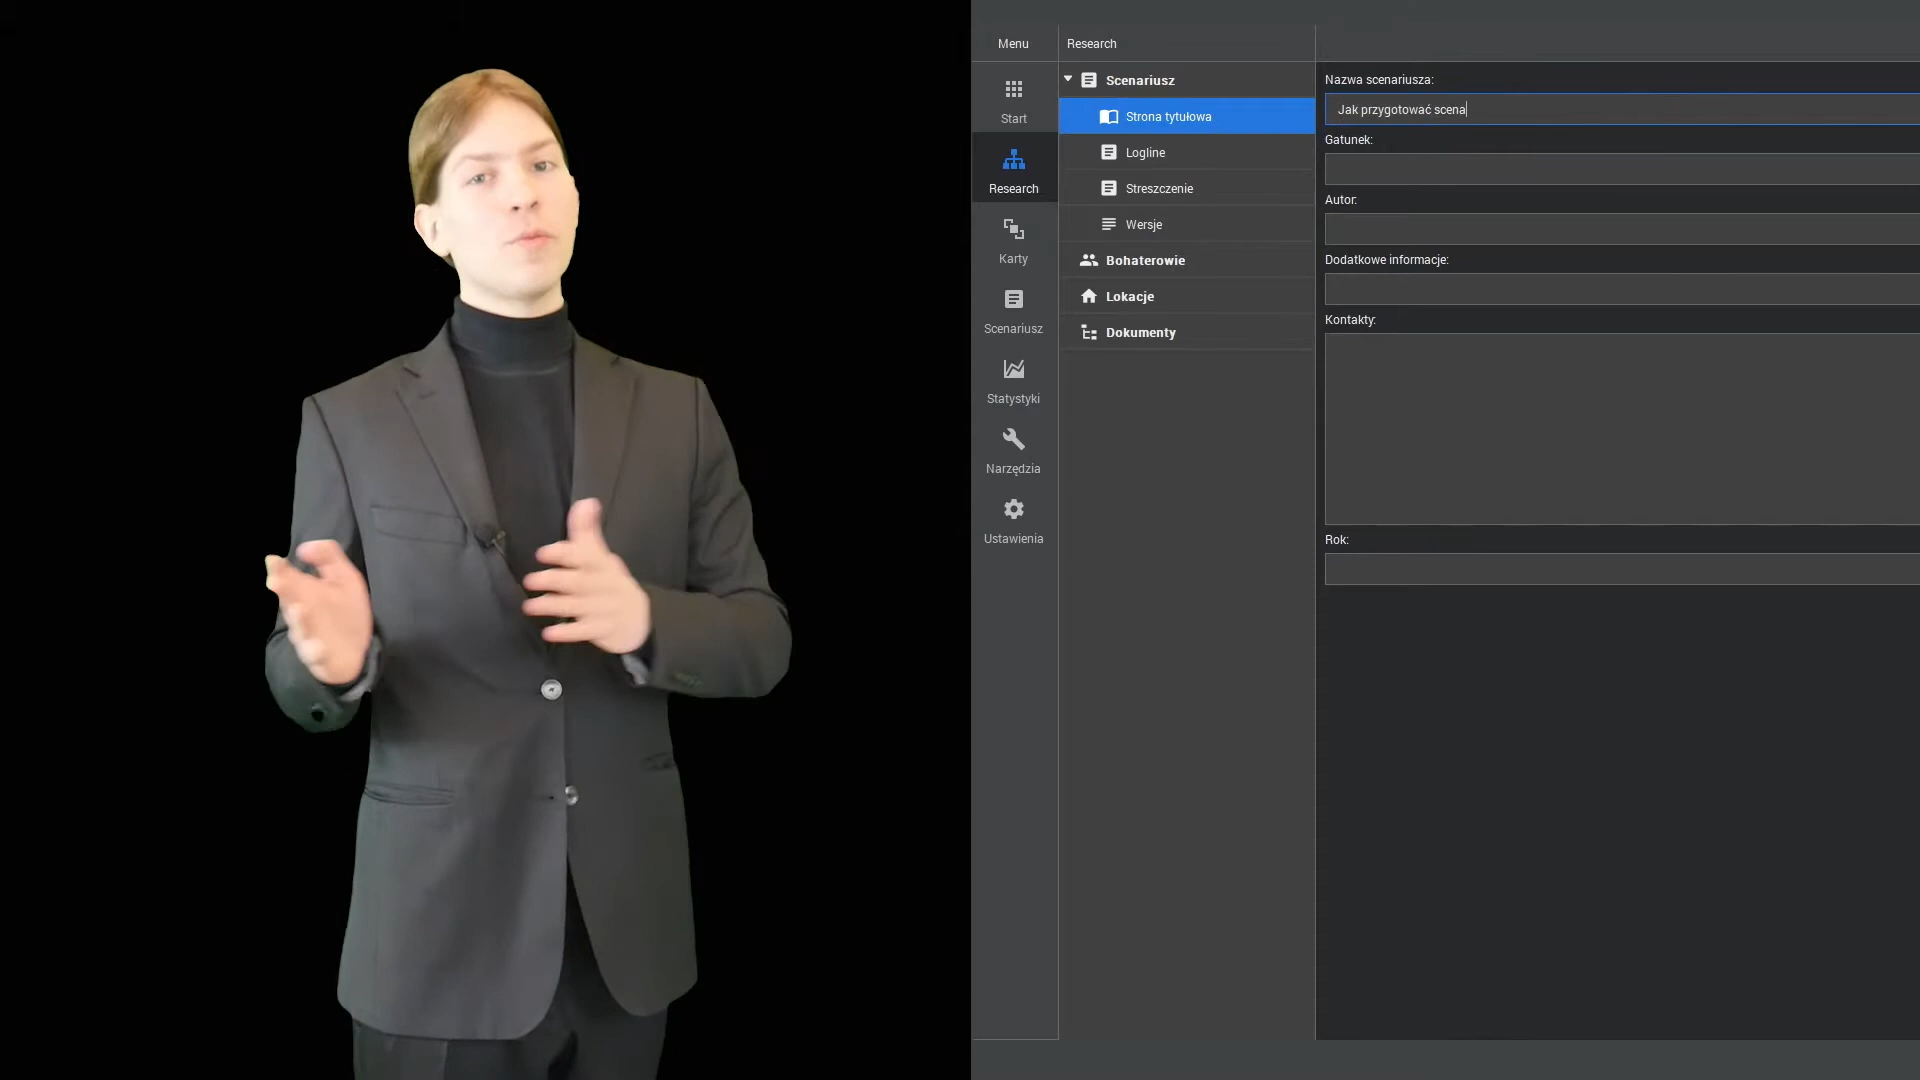 Menu
Start
Research
Karty
Scenariusz
Statystyki
Narzędzia
Ustawienia
Research
Scenariusz
Strona tytułowa
Logline
Streszczenie
Wersje
Bohaterowie
Lokacje
Dokumenty
Nazwa scenariusza:
Jak przygotować scena
Gatunek:
Autor:
Dodatkowe informacje:
Kontakty:
Rok: